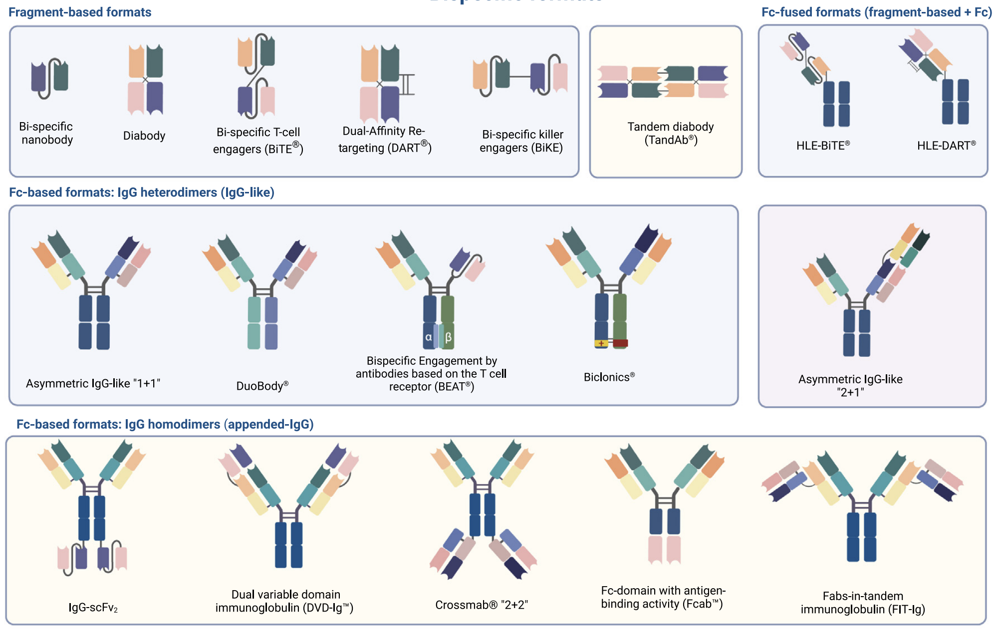 Bispecific formats
Fragment-based formats
Fc-fused formats (fragment-based + Fc)
Bi-specific
nanobody
Diabody
Bi-specific T-cell
engagers (BiTE®)
Dual-Affinity Re-
targeting (DART®)
Bi-specific killer
engagers (BiKE)
Tandem diabody
(TandAb®)
HLE-BiTE®
HLE-DART®
Fc-based formats: IgG heterodimers (IgG-like)
α
β
+
Asymmetric IgG-like "1+1"
DuoBody®
Bispecific Engagement by
antibodies based on the T cell
receptor (BEAT®)
Biclonics®
Asymmetric IgG-like
"2+1"
Fc-based formats: IgG homodimers (appended-IgG)
IgG-scFv₂
Dual variable domain
immunoglobulin (DVD-Ig™)
Crossmab® "2+2"
Fc-domain with antigen-
binding activity (Fcab™)
Fabs-in-tandem
immunoglobulin (FIT-Ig)